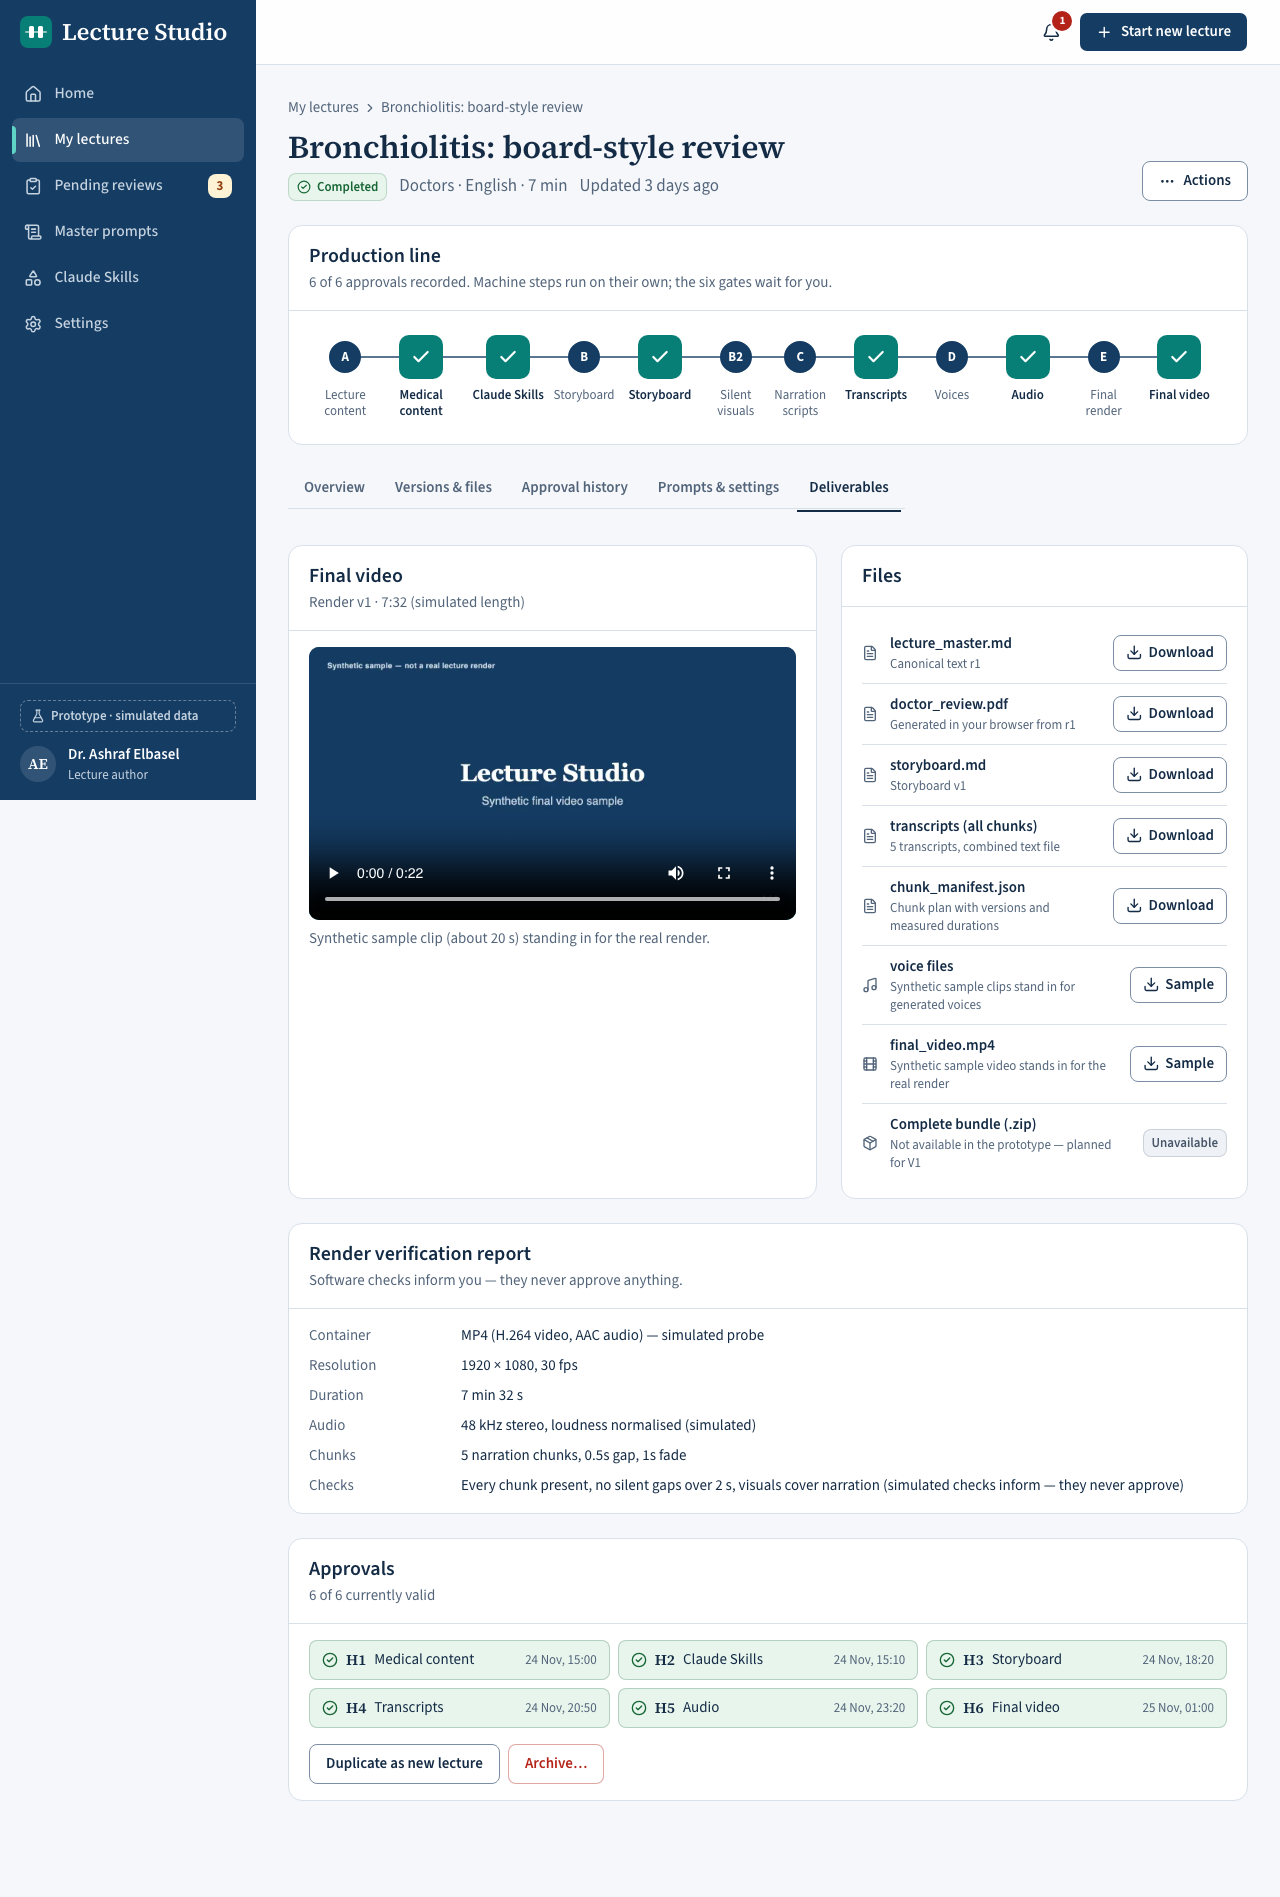 Lecture Studio
Home
My lectures
Pending reviews 3
Master prompts
Claude Skills
Settings
Prototype · simulated data
AE
Dr. Ashraf Elbasel
Lecture author
1
Start new lecture
My lectures > Bronchiolitis: board-style review
Bronchiolitis: board-style review
Completed Doctors · English · 7 min Updated 3 days ago
Actions
Production line
6 of 6 approvals recorded. Machine steps run on their own; the six gates wait for you.
A B B2 C D E
Lecture content
Medical content
Claude Skills
Storyboard
Storyboard
Silent visuals
Narration scripts
Transcripts
Voices
Audio
Final render
Final video
Overview Versions & files Approval history Prompts & settings Deliverables
Final video
Render v1 · 7:32 (simulated length)
Synthetic sample — not a real lecture render
Lecture Studio
Synthetic final video sample
0:00 / 0:22
Synthetic sample clip (about 20 s) standing in for the real render.
Files
lecture_master.md
Canonical text r1
Download
doctor_review.pdf
Generated in your browser from r1
Download
storyboard.md
Storyboard v1
Download
transcripts (all chunks)
5 transcripts, combined text file
Download
chunk_manifest.json
Chunk plan with versions and
measured durations
Download
voice files
Synthetic sample clips stand in for
generated voices
Sample
final_video.mp4
Synthetic sample video stands in for the
real render
Sample
Complete bundle (.zip)
Not available in the prototype — planned
for V1
Unavailable
Render verification report
Software checks inform you — they never approve anything.
Container MP4 (H.264 video, AAC audio) — simulated probe
Resolution 1920 × 1080, 30 fps
Duration 7 min 32 s
Audio 48 kHz stereo, loudness normalised (simulated)
Chunks 5 narration chunks, 0.5s gap, 1s fade
Checks Every chunk present, no silent gaps over 2 s, visuals cover narration (simulated checks inform — they never approve)
Approvals
6 of 6 currently valid
H1 Medical content 24 Nov, 15:00
H2 Claude Skills 24 Nov, 15:10
H3 Storyboard 24 Nov, 18:20
H4 Transcripts 24 Nov, 20:50
H5 Audio 24 Nov, 23:20
H6 Final video 25 Nov, 01:00
Duplicate as new lecture
Archive…